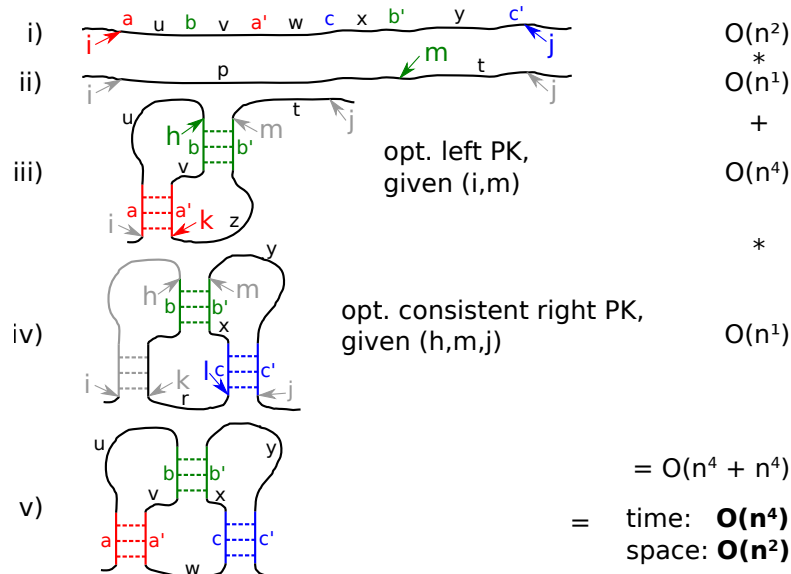 i) a u b v a' w c x b' y c' O(n²)
i j *
ii) p m t O(n¹)
i j
u t j +
h m
b b' opt. left PK,
iii) v given (i,m) O(n⁴)
a a' k z
i
y *
h m
b b' opt. consistent right PK,
iv) x given (h,m,j) O(n¹)
i k l c c' j
r
u y
b b' = O(n⁴ + n⁴)
v) v x = time: O(n⁴)
a a' c c' space: O(n²)
w